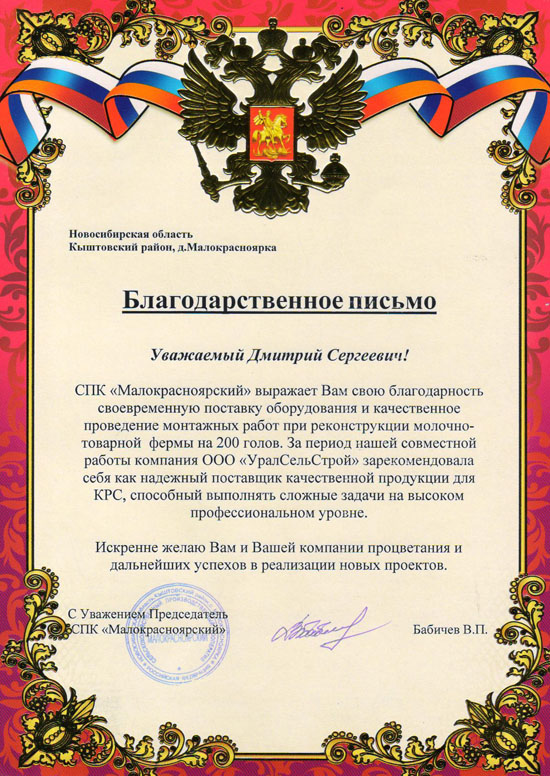 Новосибирская область
Кыштовский район, д.Малокрасноярка
Благодарственное письмо
Уважаемый Дмитрий Сергеевич!
СПК «Малокрасноярский» выражает Вам свою благодарность
своевременную поставку оборудования и качественное
проведение монтажных работ при реконструкции молочно-
товарной фермы на 200 голов. За период нашей совместной
работы компания ООО «УралСельСтрой» зарекомендовала
себя как надежный поставщик качественной продукции для
КРС, способный выполнять сложные задачи на высоком
профессиональном уровне.
Искренне желаю Вам и Вашей компании процветания и
дальнейших успехов в реализации новых проектов.
С Уважением Председатель
СПК «Малокрасноярский»
Бабичев В.П.